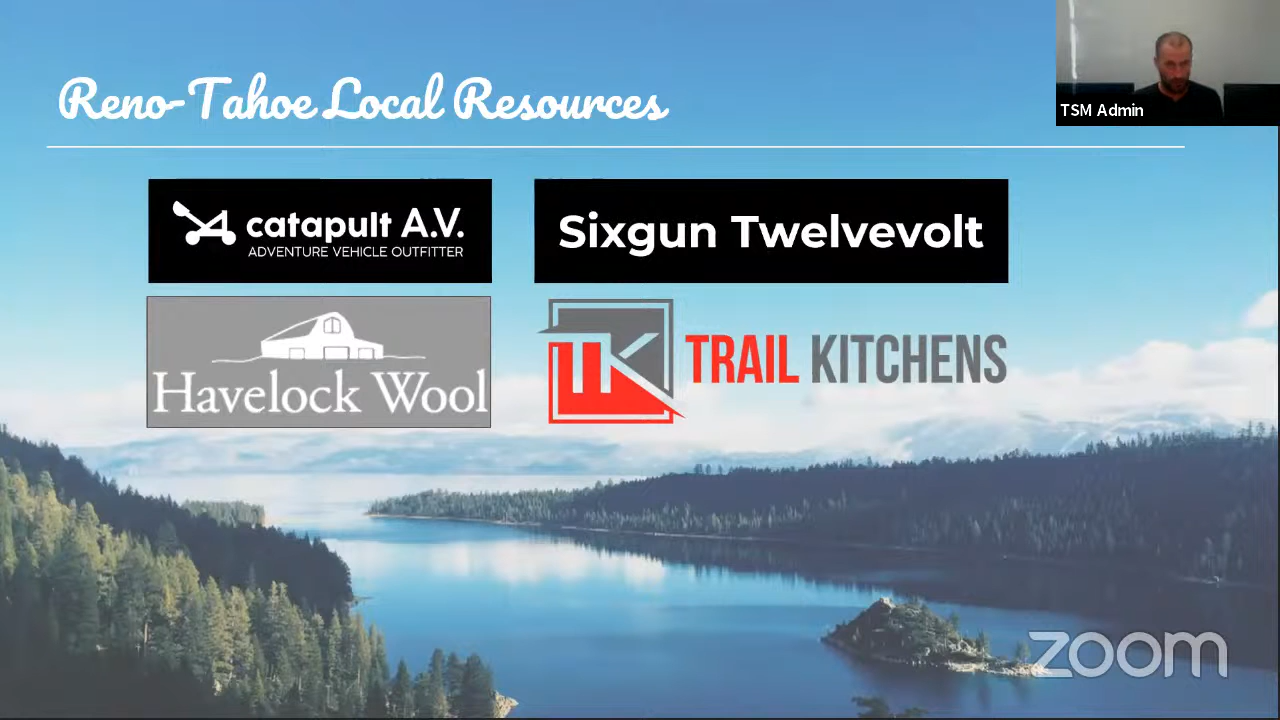 Reno-Tahoe Local Resources
TSM Admin
catapult A.V.
ADVENTURE VEHICLE OUTFITTER
Sixgun Twelvevolt
Havelock Wool
TK TRAIL KITCHENS
zoom